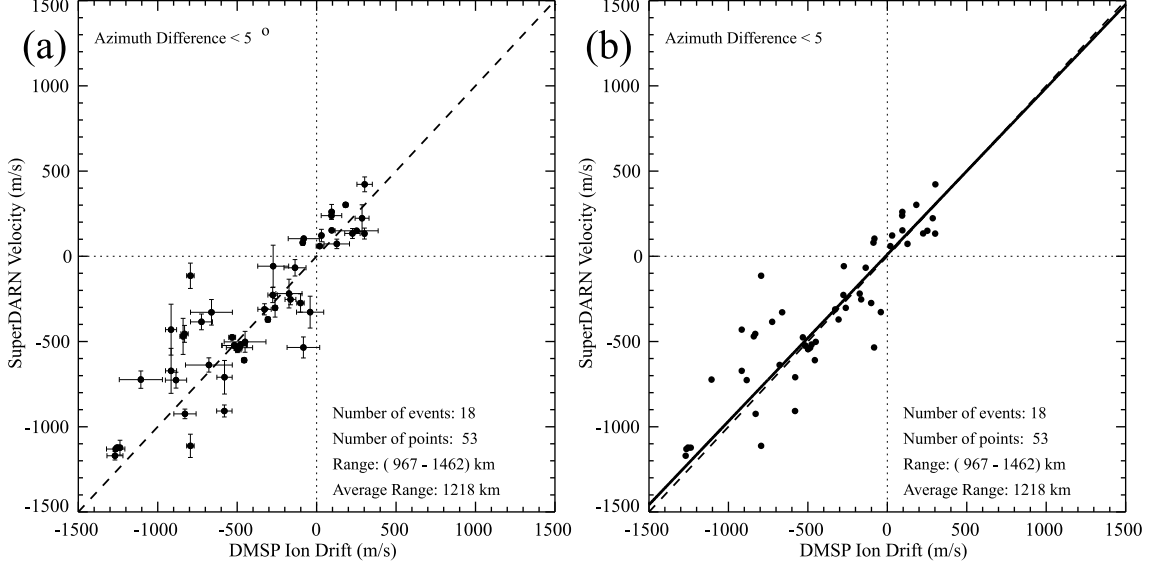 (a)
Azimuth Difference < 5 °
1000
500
0
-500
-1000
-1500
SuperDARN Velocity (m/s)
Number of events: 18
Number of points: 53
Range: ( 967 - 1462) km
Average Range: 1218 km
-1500 -1000 -500 0 500 1000 1500
DMSP Ion Drift (m/s)
(b)
Azimuth Difference < 5
1000
500
0
-500
-1000
-1500
SuperDARN Velocity (m/s)
Number of events: 18
Number of points: 53
Range: ( 967 - 1462) km
Average Range: 1218 km
-1500 -1000 -500 0 500 1000 1500
DMSP Ion Drift (m/s)